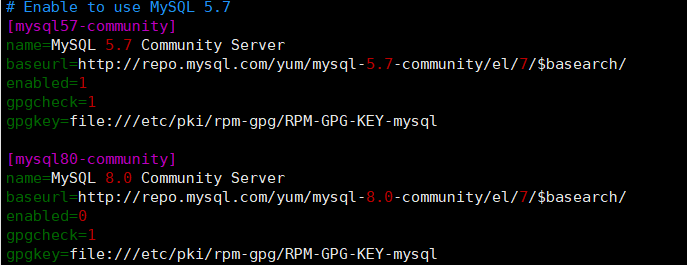 # Enable to use MySQL 5.7
[mysql57-community]
name=MySQL 5.7 Community Server
baseurl=http://repo.mysql.com/yum/mysql-5.7-community/el/7/$basearch/
enabled=1
gpgcheck=1
gpgkey=file:///etc/pki/rpm-gpg/RPM-GPG-KEY-mysql

[mysql80-community]
name=MySQL 8.0 Community Server
baseurl=http://repo.mysql.com/yum/mysql-8.0-community/el/7/$basearch/
enabled=0
gpgcheck=1
gpgkey=file:///etc/pki/rpm-gpg/RPM-GPG-KEY-mysql